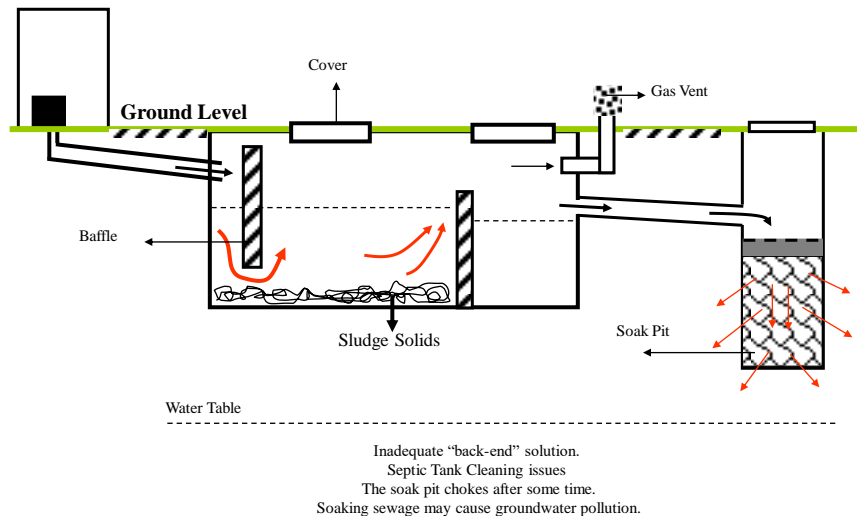 Cover
Gas Vent
Ground Level
Baffle
Sludge Solids
Soak Pit
Water Table
Inadequate “back-end” solution.
Septic Tank Cleaning issues
The soak pit chokes after some time.
Soaking sewage may cause groundwater pollution.